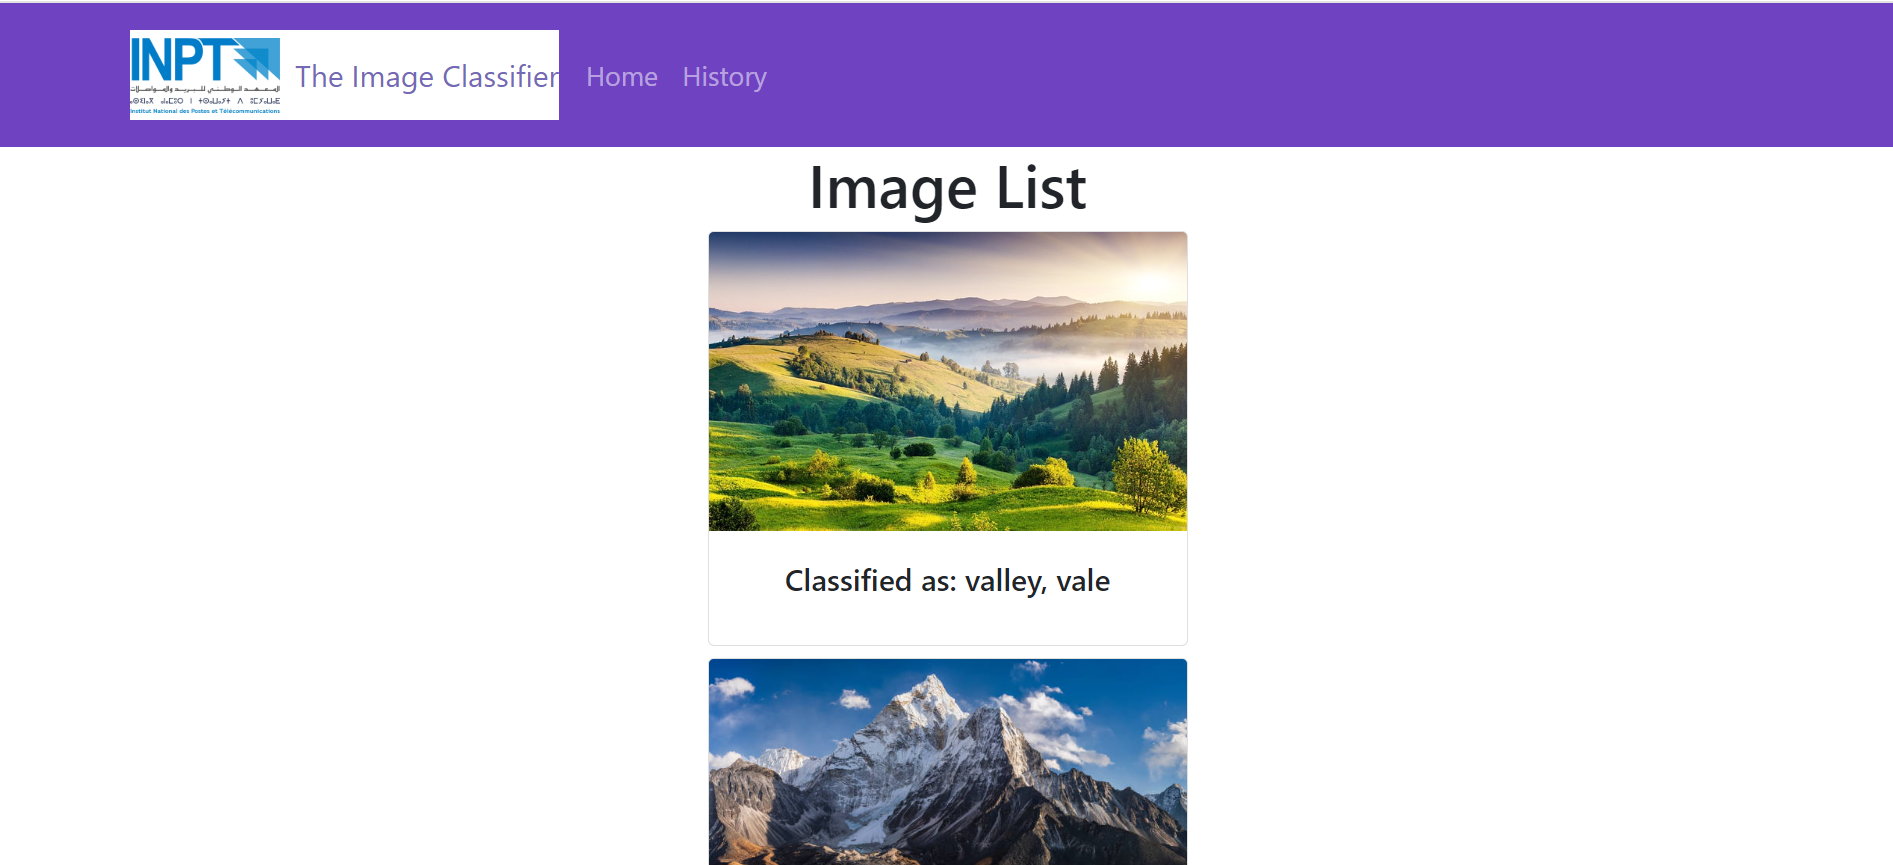 INPT
المعهد الوطني للبريد والمواصلات
Institut National des Postes et Télécommunications
The Image Classifier
Home
History
Image List
Classified as: valley, vale